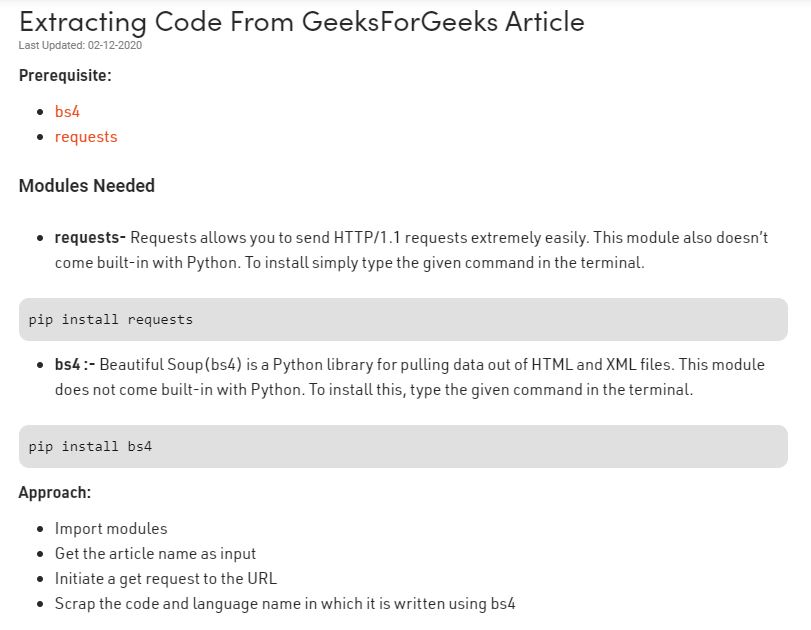 Extracting Code From GeeksForGeeks Article
Last Updated: 02-12-2020
Prerequisite:
bs4
requests
Modules Needed
requests- Requests allows you to send HTTP/1.1 requests extremely easily. This module also doesn’t
come built-in with Python. To install simply type the given command in the terminal.
pip install requests
bs4 :- Beautiful Soup(bs4) is a Python library for pulling data out of HTML and XML files. This module
does not come built-in with Python. To install this, type the given command in the terminal.
pip install bs4
Approach:
Import modules
Get the article name as input
Initiate a get request to the URL
Scrap the code and language name in which it is written using bs4